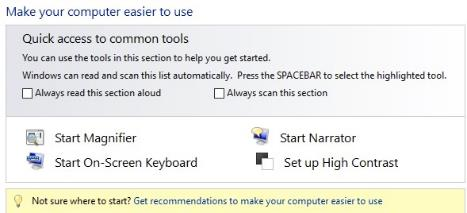 Make your computer easier to use
Quick access to common tools
You can use the tools in this section to help you get started.
Windows can read and scan this list automatically.  Press the SPACEBAR to select the highlighted tool.
Always read this section aloud
Always scan this section
Start Magnifier
Start Narrator
Start On-Screen Keyboard
Set up High Contrast
Not sure where to start? Get recommendations to make your computer easier to use